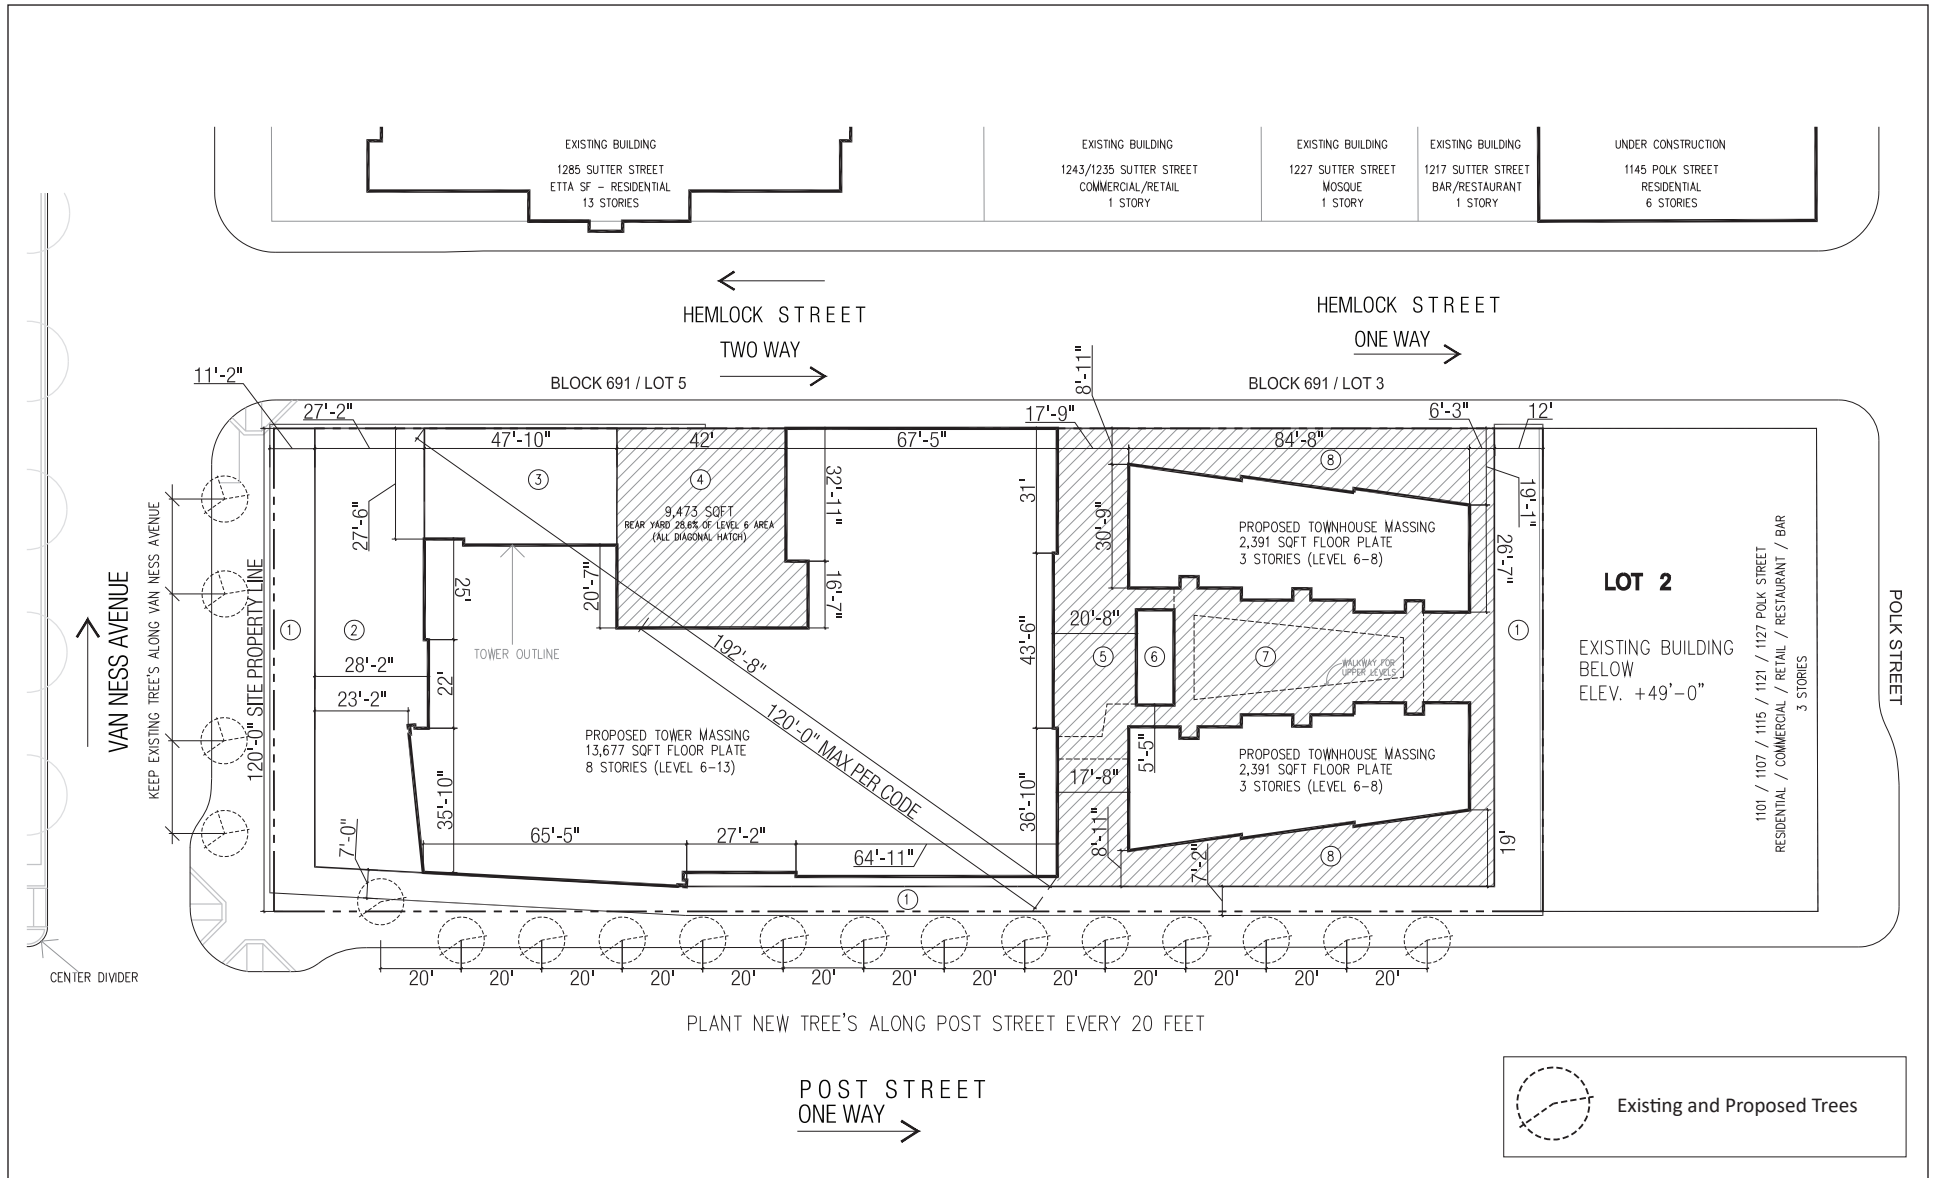 EXISTING BUILDING
1285 SUTTER STREET
ETTA SF - RESIDENTIAL
13 STORIES
EXISTING BUILDING
1243/1235 SUTTER STREET
COMMERCIAL/RETAIL
1 STORY
EXISTING BUILDING
1227 SUTTER STREET
MOSQUE
1 STORY
EXISTING BUILDING
1217 SUTTER STREET
BAR/RESTAURANT
1 STORY
UNDER CONSTRUCTION
1145 POLK STREET
RESIDENTIAL
6 STORIES
HEMLOCK STREET
TWO WAY
HEMLOCK STREET
ONE WAY
BLOCK 691 / LOT 5
BLOCK 691 / LOT 3
11'-2"
27'-2"
47'-10"
42'
67'-5"
17'-9"
8'-11"
84'-8"
6'-3"
12'
3
4
8
9,473 SQFT
REAR YARD 28.6% OF LEVEL 6 AREA
(ALL DIAGONAL HATCH)
27'-6"
32'-11"
31'
30'-9"
19'-1"
26'-7"
PROPOSED TOWNHOUSE MASSING
2,391 SQFT FLOOR PLATE
3 STORIES (LEVEL 6-8)
25'
20'-7"
16'-7"
VAN NESS AVENUE
KEEP EXISTING TREE'S ALONG VAN NESS AVENUE
120'-0" SITE PROPERTY LINE
1
2
TOWER OUTLINE
192'-8"
120'-0" MAX PER CODE
43'-6"
20'-8"
5
6
7
WALKWAY FOR
UPPER LEVELS
1
28'-2"
22'
23'-2"
LOT 2
EXISTING BUILDING
BELOW
ELEV. +49'-0"
1101 / 1107 / 1115 / 1121 / 1127 POLK STREET
RESIDENTIAL / COMMERCIAL / RETAIL / RESTAURANT / BAR
3 STORIES
POLK STREET
PROPOSED TOWER MASSING
13,677 SQFT FLOOR PLATE
8 STORIES (LEVEL 6-13)
5'-5"
17'-8"
PROPOSED TOWNHOUSE MASSING
2,391 SQFT FLOOR PLATE
3 STORIES (LEVEL 6-8)
35'-10"
36'-10"
7'-0"
65'-5"
27'-2"
64'-11"
8'-11"
7'-2"
8
19'
1
CENTER DIVIDER
20'
20'
20'
20'
20'
20'
20'
20'
20'
20'
20'
20'
20'
PLANT NEW TREE'S ALONG POST STREET EVERY 20 FEET
POST STREET
ONE WAY
Existing and Proposed Trees